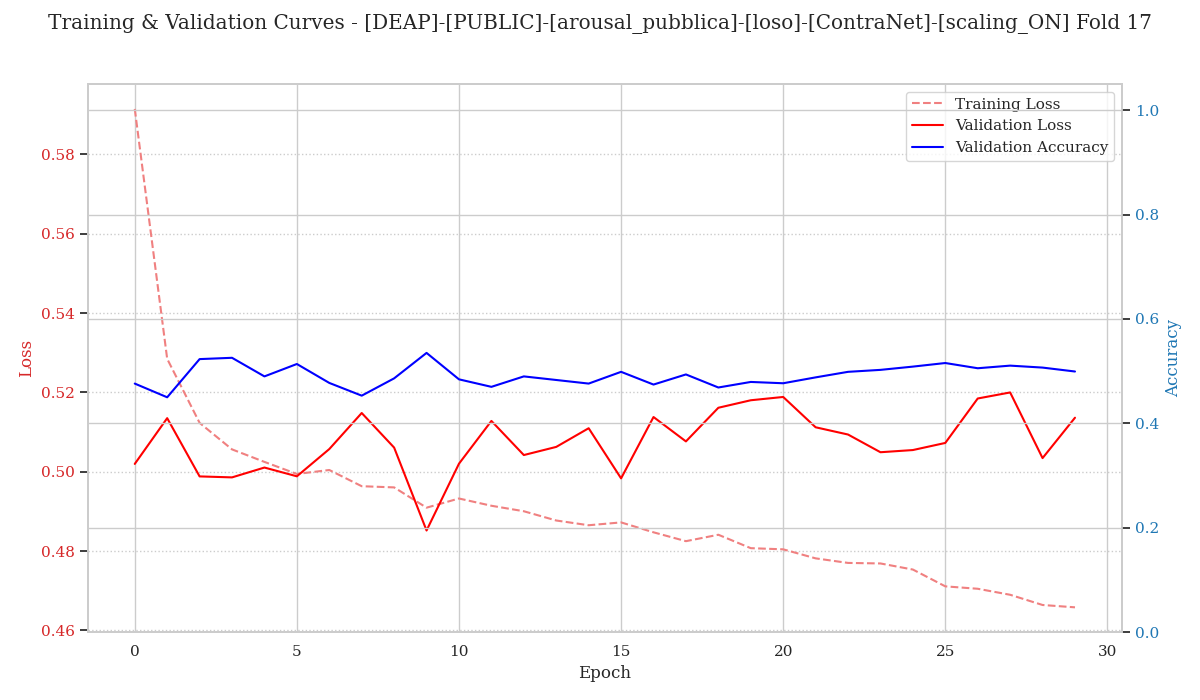 Training & Validation Curves - [DEAP]-[PUBLIC]-[arousal_pubblica]-[loso]-[ContraNet]-[scaling_ON] Fold 17
Training Loss
Validation Loss
Validation Accuracy
0.58
0.56
0.54
0.52
0.50
0.48
0.46
Loss
1.0
0.8
0.6
0.4
0.2
0.0
Accuracy
0 5 10 15 20 25 30
Epoch